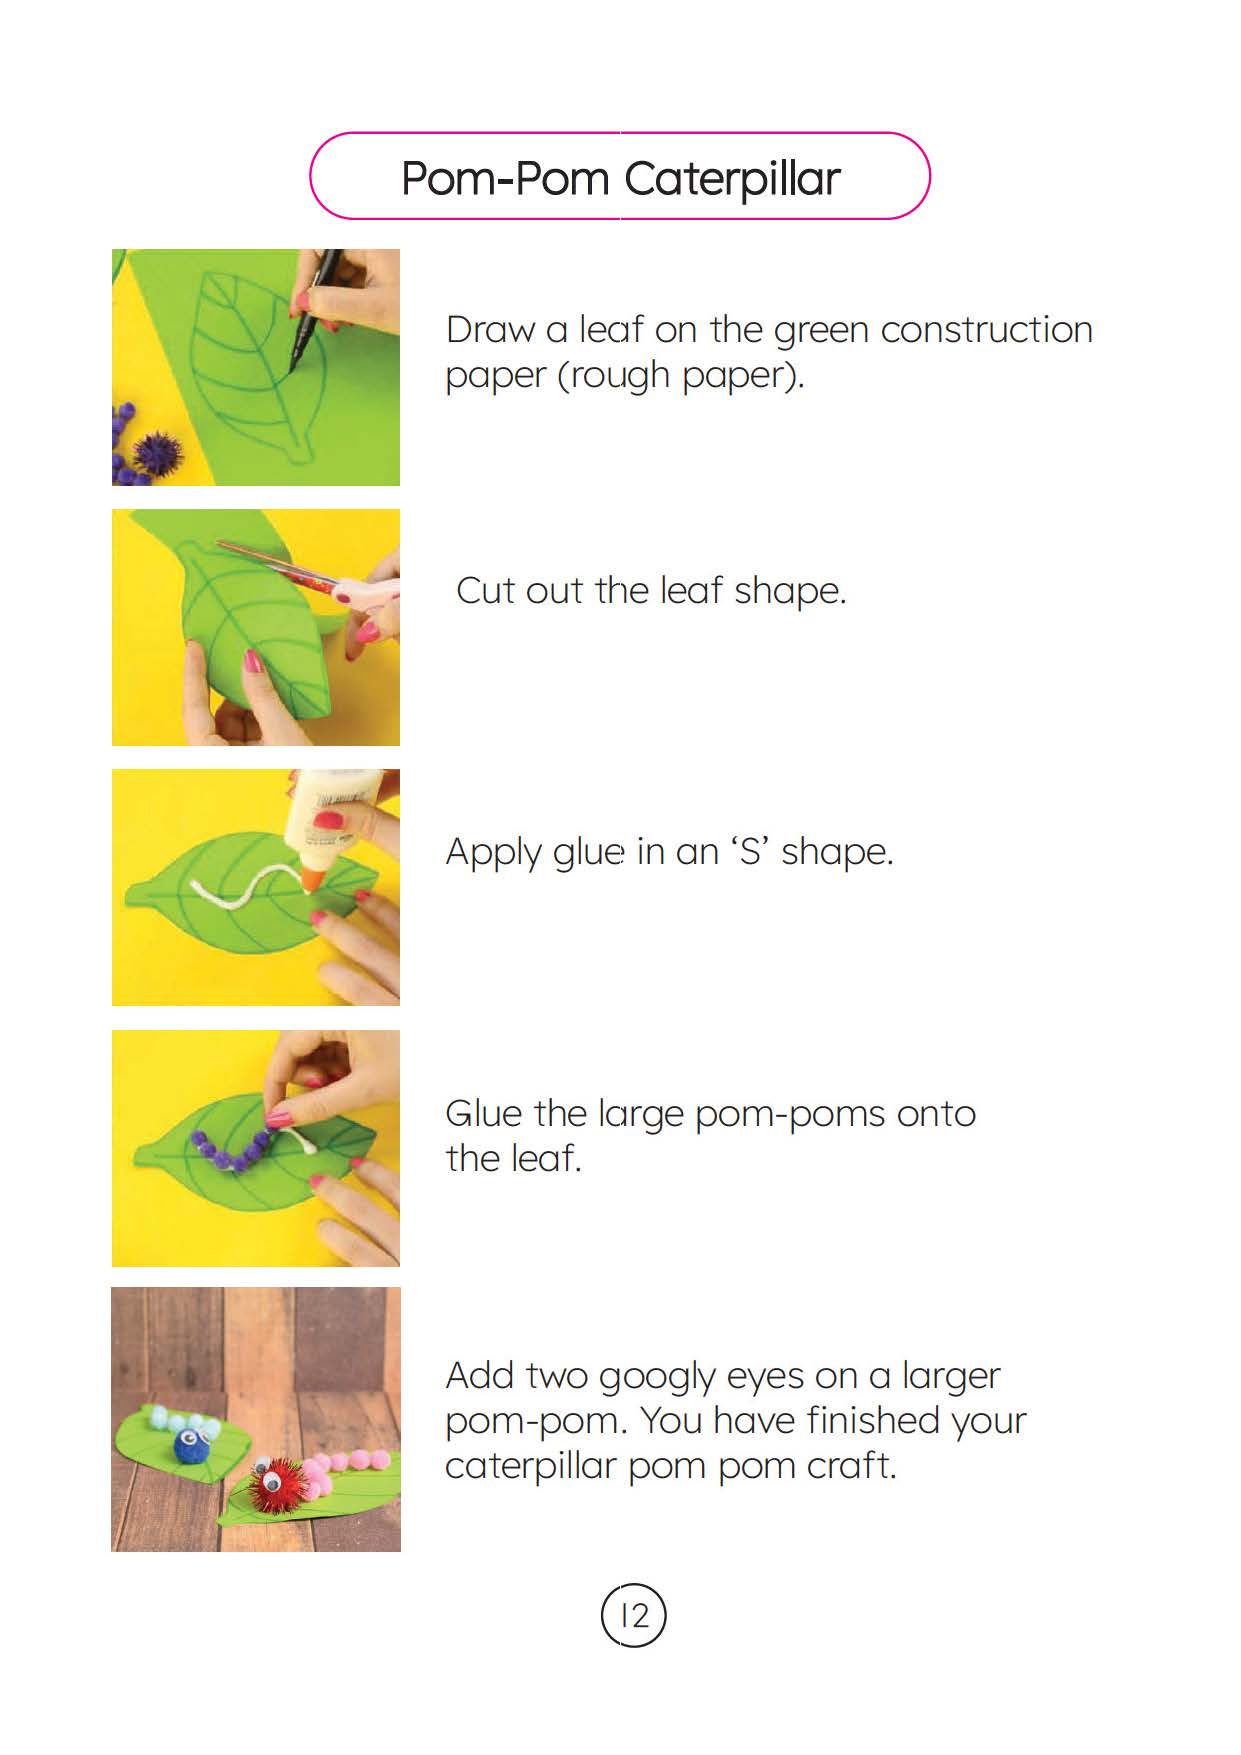 Pom-Pom Caterpillar
Draw a leaf on the green construction
paper (rough paper).
Cut out the leaf shape.
Apply glue in an ‘S’ shape.
Glue the large pom-poms onto
the leaf.
Add two googly eyes on a larger
pom-pom. You have finished your
caterpillar pom pom craft.
12